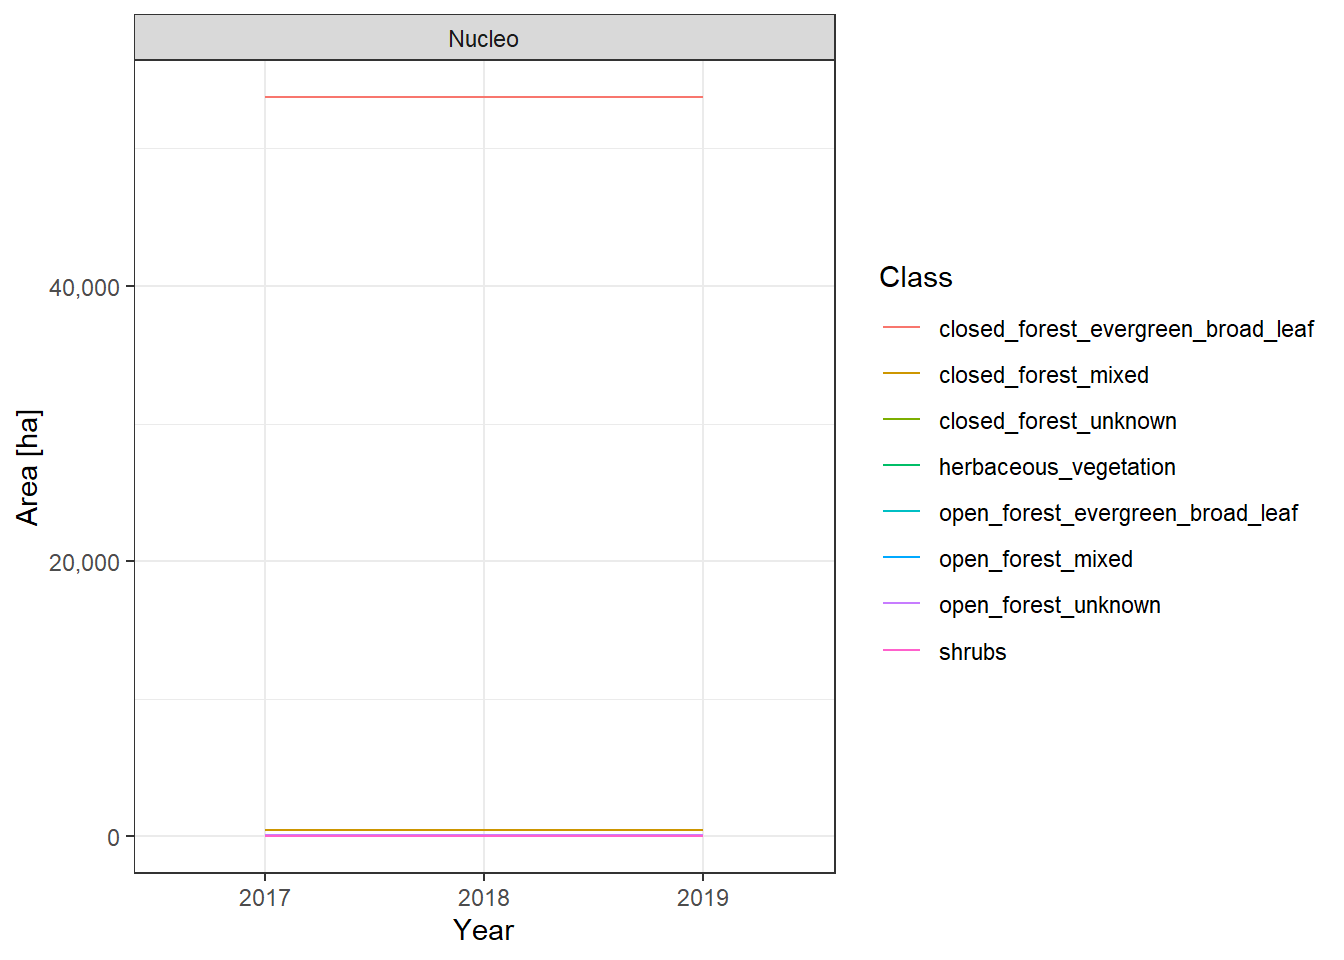 Nucleo
40,000
20,000
0
2017 2018 2019
Year
Area [ha]
Class
closed_forest_evergreen_broad_leaf
closed_forest_mixed
closed_forest_unknown
herbaceous_vegetation
open_forest_evergreen_broad_leaf
open_forest_mixed
open_forest_unknown
shrubs